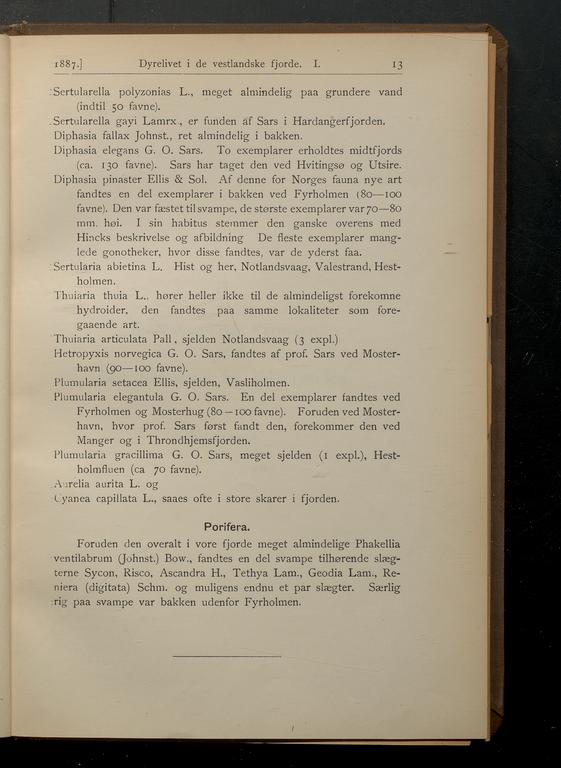 1887.] Dyrelivet i de vestlandske fjorde. I. 13
Sertularella polyzonias L., meget almindelig paa grundere vand
(indtil 50 favne).
Sertularella gayi Lamrx., er funden af Sars i Hardangerfjorden.
Diphasia fallax Johnst., ret almindelig i bakken.
Diphasia elegans G. O. Sars. To exemplarer erholdtes midtfjords
(ca. 130 favne). Sars har taget den ved Hvitingsø og Utsire.
Diphasia pinaster Ellis & Sol. Af denne for Norges fauna nye art
fandtes en del exemplarer i bakken ved Fyrholmen (80—100
favne). Den var fæstet til svampe, de største exemplarer var 70—80
mm. høi. I sin habitus stemmer den ganske overens med
Hincks beskrivelse og afbildning De fleste exemplarer mang-
lede gonotheker, hvor disse fandtes, var de yderst faa.
Sertularia abietina L. Hist og her, Notlandsvaag, Valestrand, Hest-
holmen.
Thuiaria thuia L., hører heller ikke til de almindeligst forekomne
hydroider, den fandtes paa samme lokaliteter som fore-
gaaende art.
Thuiaria articulata Pall, sjelden Notlandsvaag (3 expl.)
Hetropyxis norvegica G. O. Sars, fandtes af prof. Sars ved Moster-
havn (90—100 favne).
Plumularia setacea Ellis, sjelden, Vasliholmen.
Plumularia elegantula G. O. Sars. En del exemplarer fandtes ved
Fyrholmen og Mosterhug (80—100 favne). Foruden ved Moster-
havn, hvor prof. Sars først fandt den, forekommer den ved
Manger og i Throndhjemsfjorden.
Plumularia gracillima G. O. Sars, meget sjelden (1 expl.), Hest-
holmfluen (ca 70 favne).
Aurelia aurita L. og
Cyanea capillata L., saaes ofte i store skarer i fjorden.
Porifera.
Foruden den overalt i vore fjorde meget almindelige Phakellia
ventilabrum (Johnst.) Bow., fandtes en del svampe tilhørende slæg-
terne Sycon, Risco, Ascandra H., Tethya Lam., Geodia Lam., Re-
niera (digitata) Schm. og muligens endnu et par slægter. Særlig
rig paa svampe var bakken udenfor Fyrholmen.